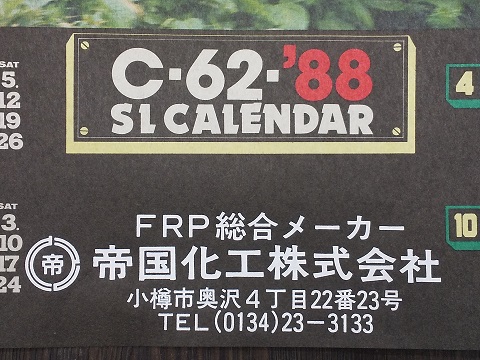 C·62·'88
SL CALENDAR
SAT
5.
12
19
26
4
SAT
3.
10
17
24
10
FRP総合メーカー
帝
帝国化工株式会社
小樽市奥沢4丁目22番23号
TEL(0134)23-3133